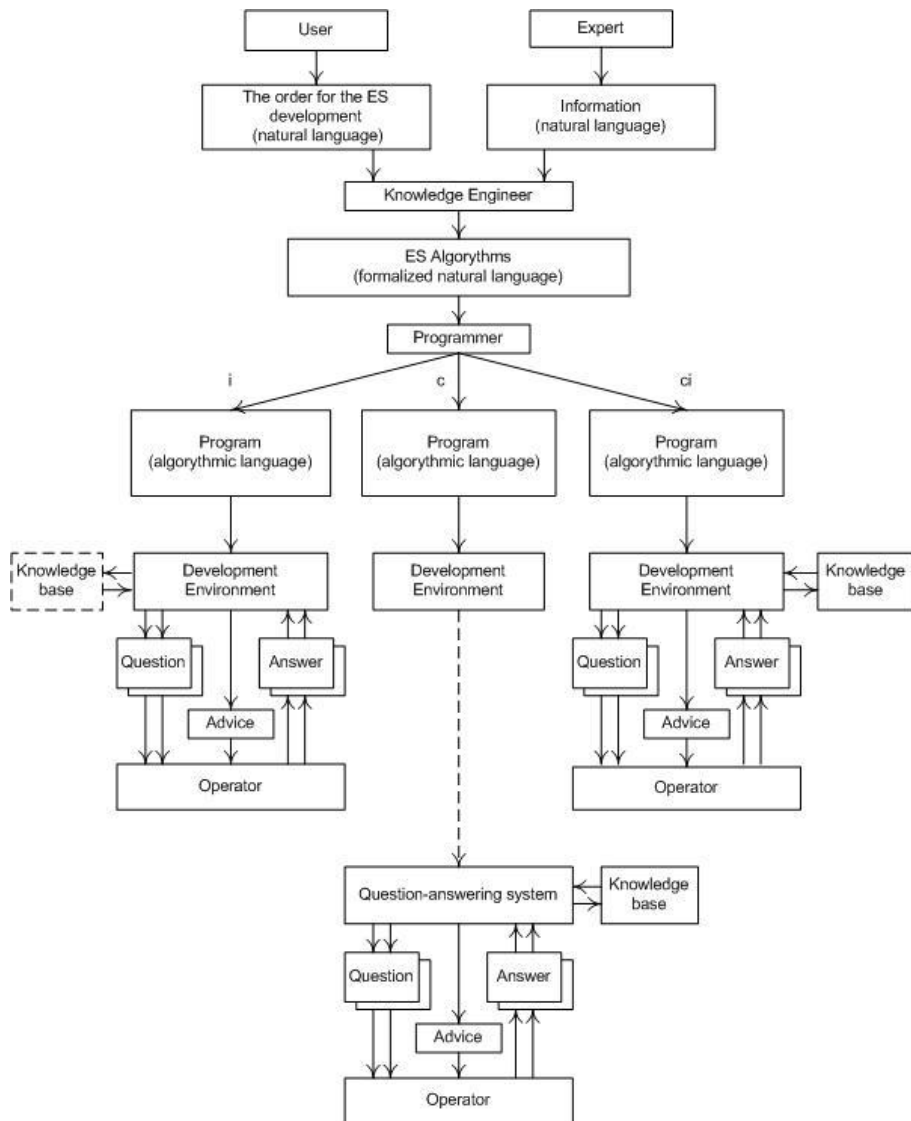 User
Expert
The order for the ES
development
(natural language)
Information
(natural language)
Knowledge Engineer
ES Algorythms
(formalized natural language)
Programmer
i
c
ci
Program
(algorythmic language)
Program
(algorythmic language)
Program
(algorythmic language)
Knowledge
base
Development
Environment
Development
Environment
Development
Environment
Knowledge
base
Question
Answer
Advice
Operator
Question
Answer
Advice
Operator
Question-answering system
Knowledge
base
Question
Answer
Advice
Operator